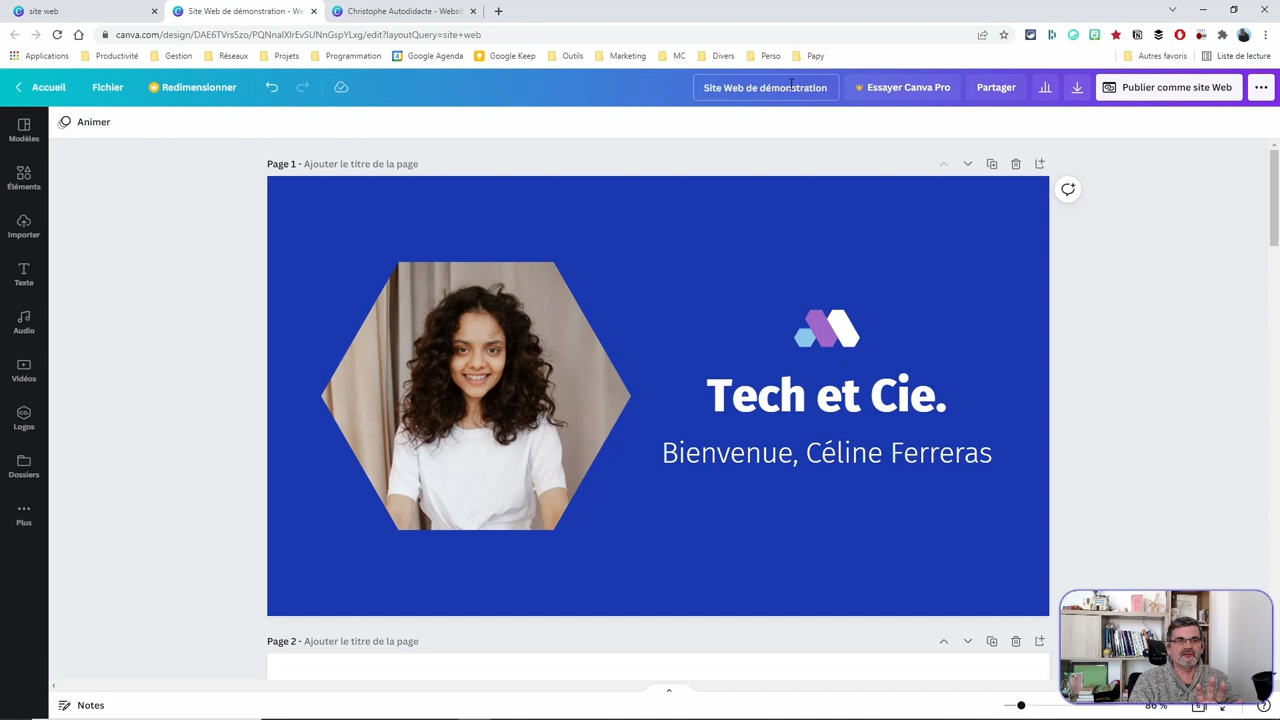 site web
Site Web de démonstration - We
Christophe Autodidacte - Websit
canva.com/design/DAE6TVrs5zo/PQNnalXlrEvSUNnGspYLxg/edit?layoutQuery=site+web
Applications
Productivité
Gestion
Réseaux
Projets
Programmation
Google Agenda
Google Keep
Outils
Marketing
MC
Divers
Perso
Papy
Autres favoris
Liste de lecture
Accueil
Fichier
Redimensionner
Site Web de démonstration
Essayer Canva Pro
Partager
Publier comme site Web
Animer
Modèles
Éléments
Importer
Texte
Audio
Vidéos
Logos
Dossiers
Plus
Page 1 - Ajouter le titre de la page
Tech et Cie.
Bienvenue, Céline Ferreras
Page 2 - Ajouter le titre de la page
Notes
86 %